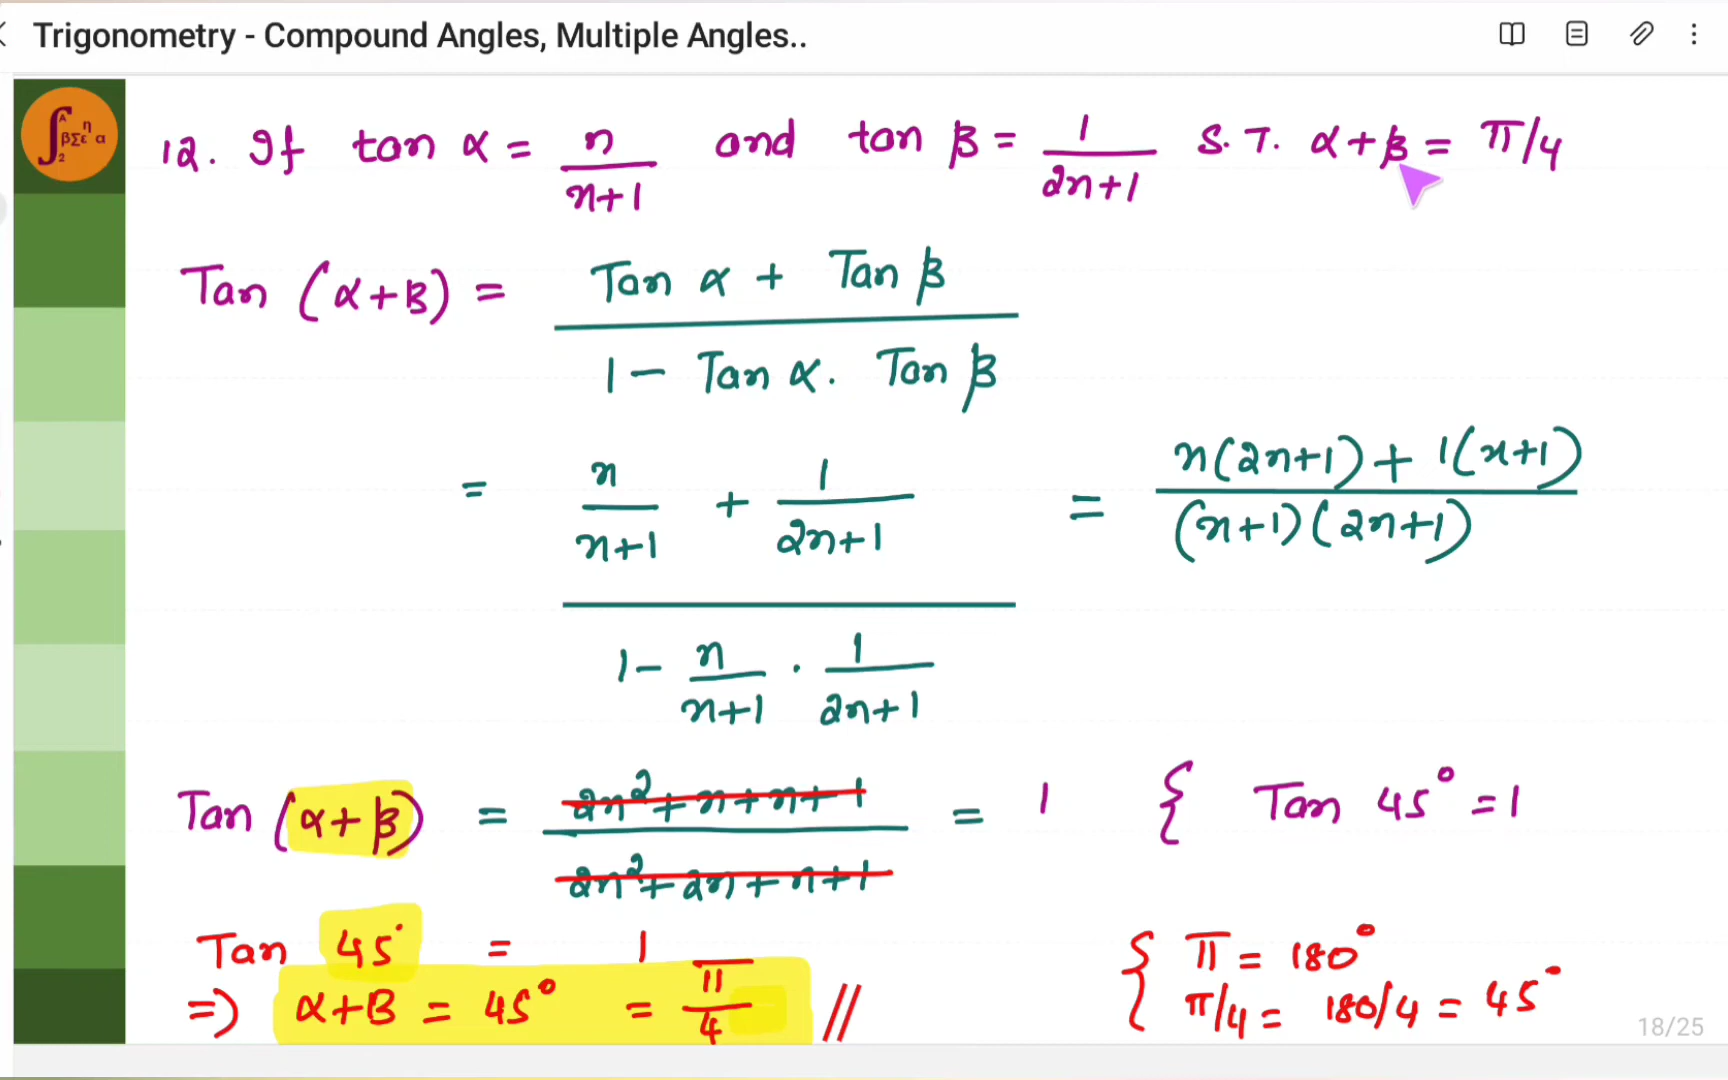 Trigonometry - Compound Angles, Multiple Angles..
12. If tan α = n/(n+1) and tan β = 1/(2n+1) S.T. α+β = π/4
Tan (α+β) = (Tan α + Tan β)/(1 - Tan α. Tan β)
= (n/(n+1) + 1/(2n+1))/(1 - n/(n+1) · 1/(2n+1)) = (n(2n+1) + 1(n+1))/((n+1)(2n+1))
Tan (α+β) = (2n²+n+n+1)/(2n²+2n+n+1) = 1 { Tan 45° = 1
Tan 45° = 1
{ π = 180°
=) α+β = 45° = π/4 //
π/4 = 180/4 = 45°
18/25